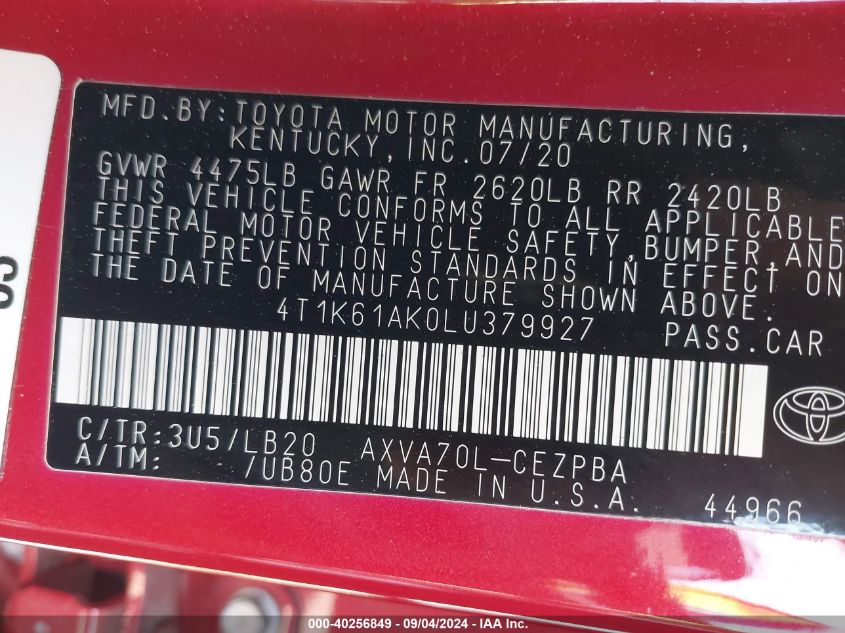 MFD.BY:TOYOTA MOTOR MANUFACTURING,
KENTUCKY,INC.07/20
GVWR 4475LB GAWR FR 2620LB RR 2420LB
THIS VEHICLE CONFORMS TO ALL APPLICABLE
FEDERAL MOTOR VEHICLE SAFETY,BUMPER,AND
THEFT PREVENTION STANDARDS IN EFFECT ON
THE DATE OF MANUFACTURE SHOWN ABOVE.
4T1K61AK0LU379927 PASS.CAR
C/TR:3U5/LB20 AXVA70L-CEZPBA
A/TM: /UB80E MADE IN U.S.A.
44966
S
000-40256849 - 09/04/2024 - IAA Inc.